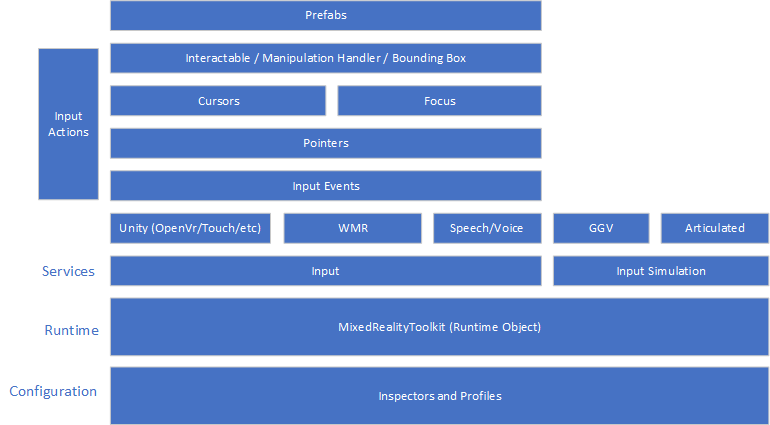 Prefabs
Interactable / Manipulation Handler / Bounding Box
Input
Actions
Cursors
Focus
Pointers
Input Events
Unity (OpenVr/Touch/etc)
WMR
Speech/Voice
GGV
Articulated
Services
Input
Input Simulation
Runtime
MixedRealityToolkit (Runtime Object)
Configuration
Inspectors and Profiles